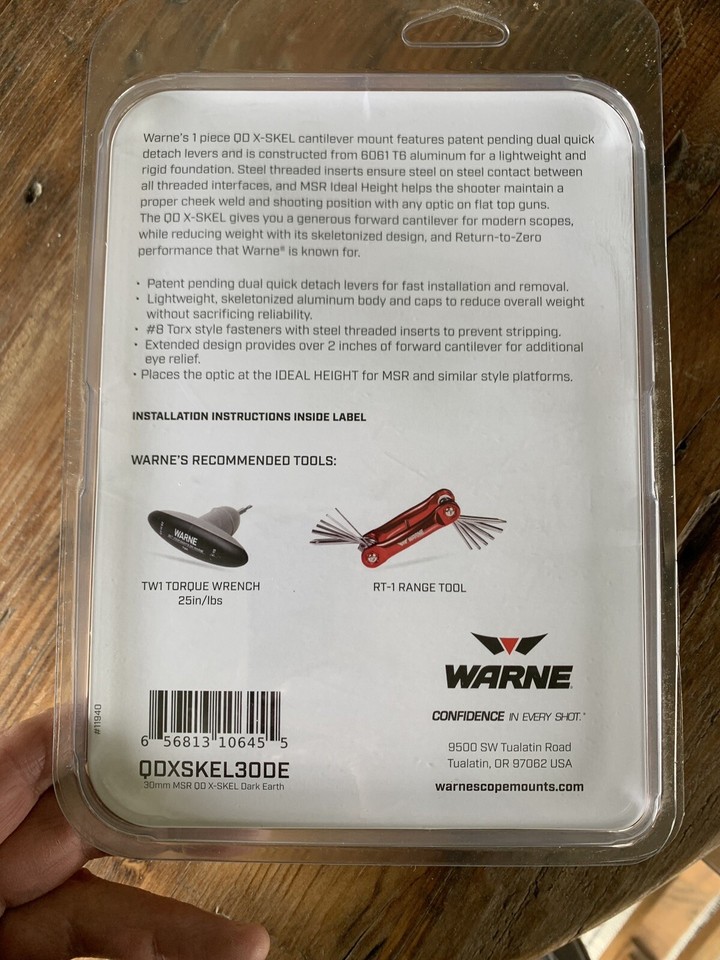 Warne's 1 piece QD X-SKEL cantilever mount features patent pending dual quick
detach levers and is constructed from 6061 T6 aluminum for a lightweight and
rigid foundation. Steel threaded inserts ensure steel on steel contact between
all threaded interfaces, and MSR Ideal Height helps the shooter maintain a
proper cheek weld and shooting position with any optic on flat top guns.
The QD X-SKEL gives you a generous forward cantilever for modern scopes,
while reducing weight with its skeletonized design, and Return-to-Zero
performance that Warne® is known for.
• Patent pending dual quick detach levers for fast installation and removal.
• Lightweight, skeletonized aluminum body and caps to reduce overall weight
without sacrificing reliability.
• #8 Torx style fasteners with steel threaded inserts to prevent stripping.
• Extended design provides over 2 inches of forward cantilever for additional
eye relief.
• Places the optic at the IDEAL HEIGHT for MSR and similar style platforms.
INSTALLATION INSTRUCTIONS INSIDE LABEL
WARNE'S RECOMMENDED TOOLS:
WARNE
WARNE
TW1 TORQUE WRENCH
25in/lbs
RT-1 RANGE TOOL
#11940
6 56813 10645 5
QDXSKEL30DE
30mm MSR QD X-SKEL Dark Earth
WARNE
CONFIDENCE IN EVERY SHOT.
9500 SW Tualatin Road
Tualatin, OR 97062 USA
warnescopemounts.com